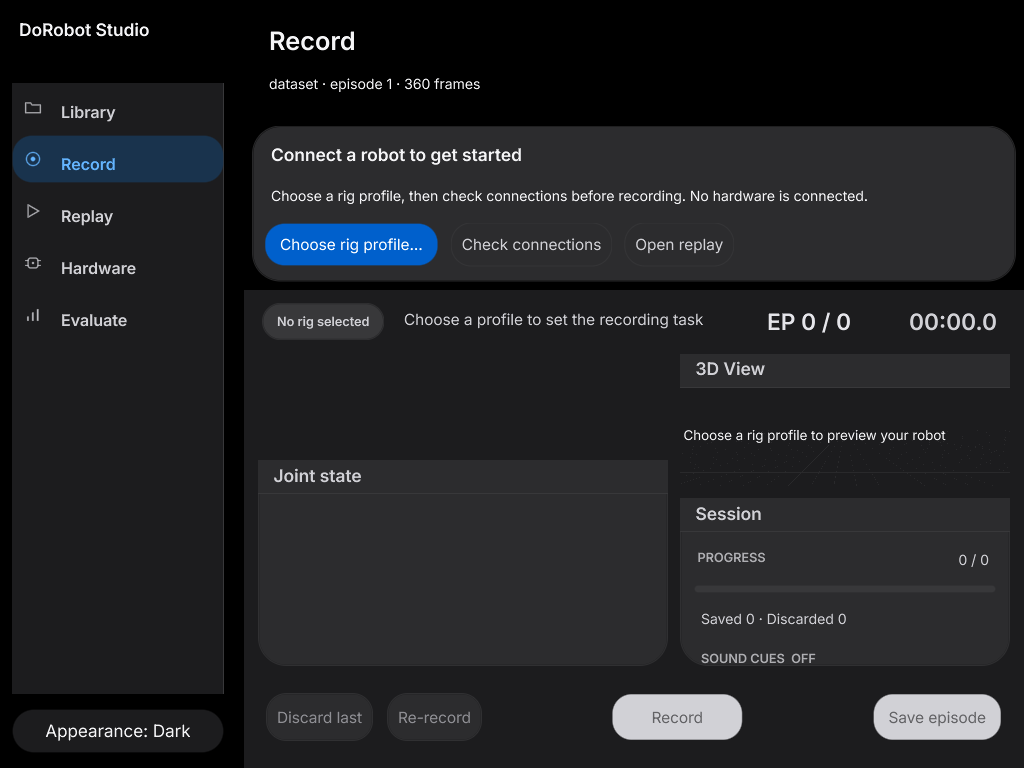 DoRobot Studio
Library
Record
Replay
Hardware
Evaluate
Appearance: Dark
Record
dataset · episode 1 · 360 frames
Connect a robot to get started
Choose a rig profile, then check connections before recording. No hardware is connected.
Choose rig profile...
Check connections
Open replay
No rig selected
Choose a profile to set the recording task
EP 0 / 0
00:00.0
3D View
Choose a rig profile to preview your robot
Joint state
Session
PROGRESS
0 / 0
Saved 0 · Discarded 0
SOUND CUES OFF
Discard last
Re-record
Record
Save episode